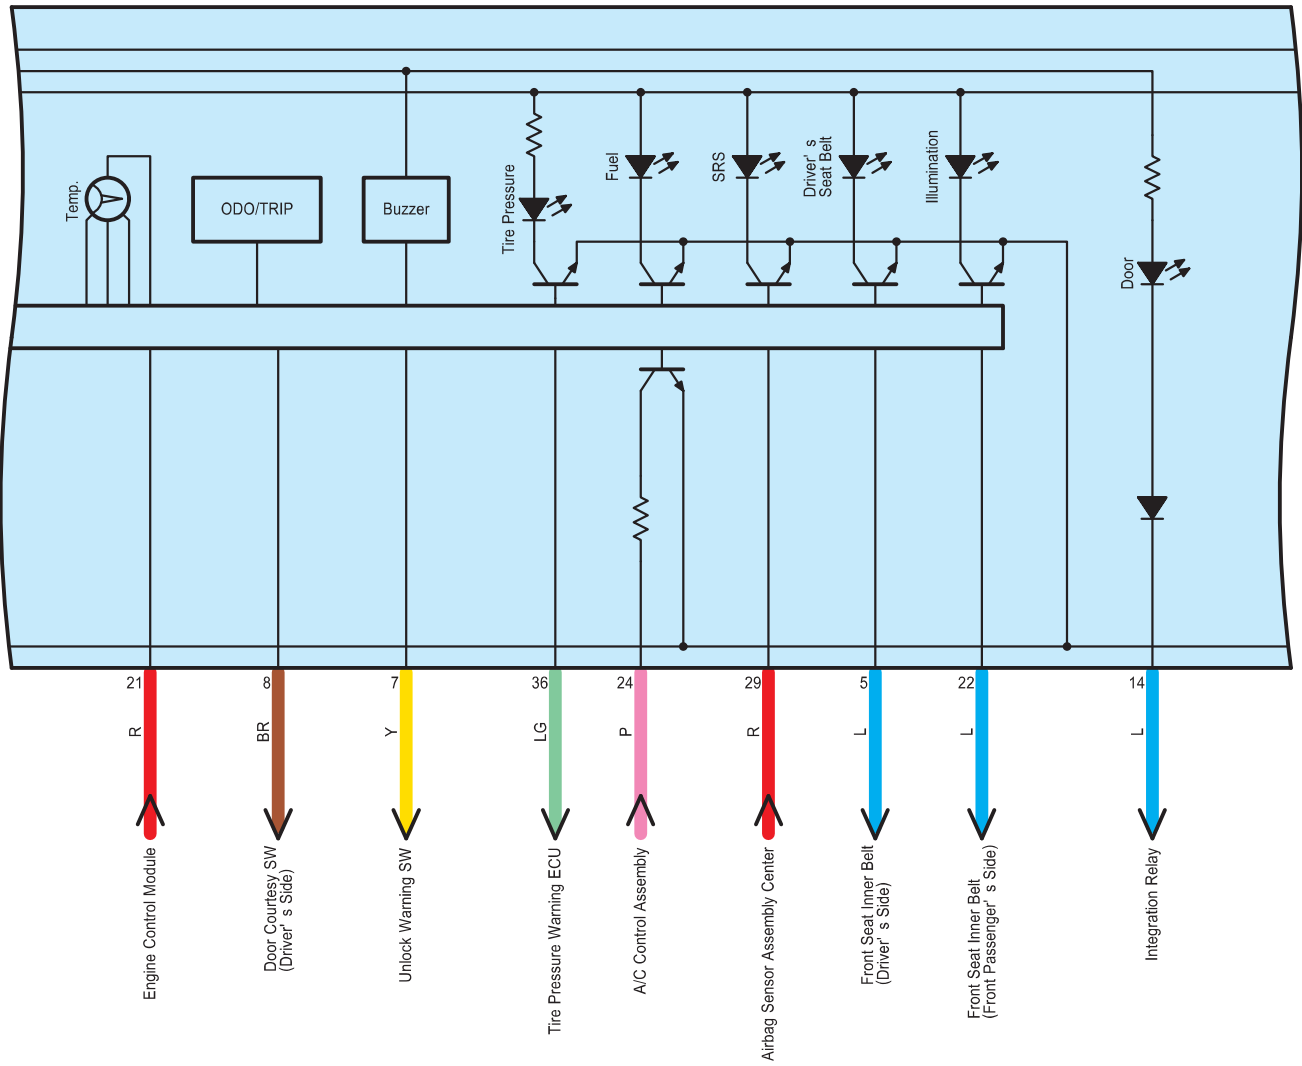 Temp.
ODO/TRIP
Buzzer
Tire Pressure
Fuel
SRS
Driver's
Seat Belt
Illumination
Door
21
8
7
36
24
29
5
22
14
R
BR
Y
LG
P
R
L
L
L
Engine Control Module
Door Courtesy SW
(Driver's Side)
Unlock Warning SW
Tire Pressure Warning ECU
A/C Control Assembly
Airbag Sensor Assembly Center
Front Seat Inner Belt
(Driver's Side)
Front Seat Inner Belt
(Front Passenger's Side)
Integration Relay